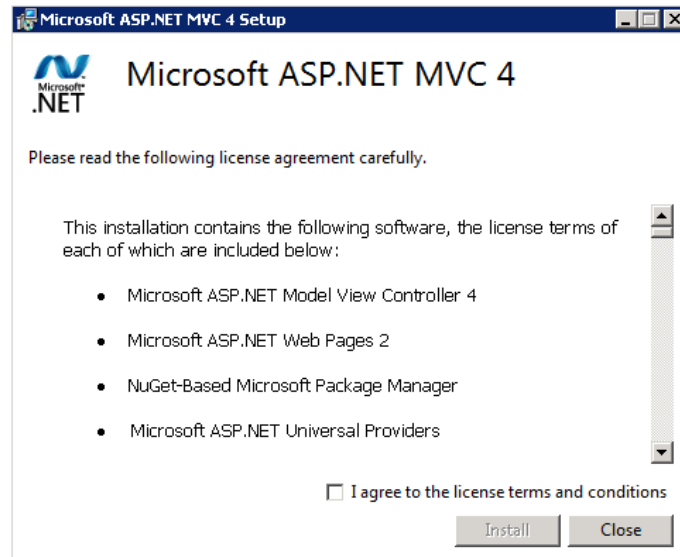 Microsoft ASP.NET MVC 4 Setup
Microsoft
.NET
Microsoft ASP.NET MVC 4
Please read the following license agreement carefully.
This installation contains the following software, the license terms of
each of which are included below:
• Microsoft ASP.NET Model View Controller 4
• Microsoft ASP.NET Web Pages 2
• NuGet-Based Microsoft Package Manager
• Microsoft ASP.NET Universal Providers
I agree to the license terms and conditions
Install
Close